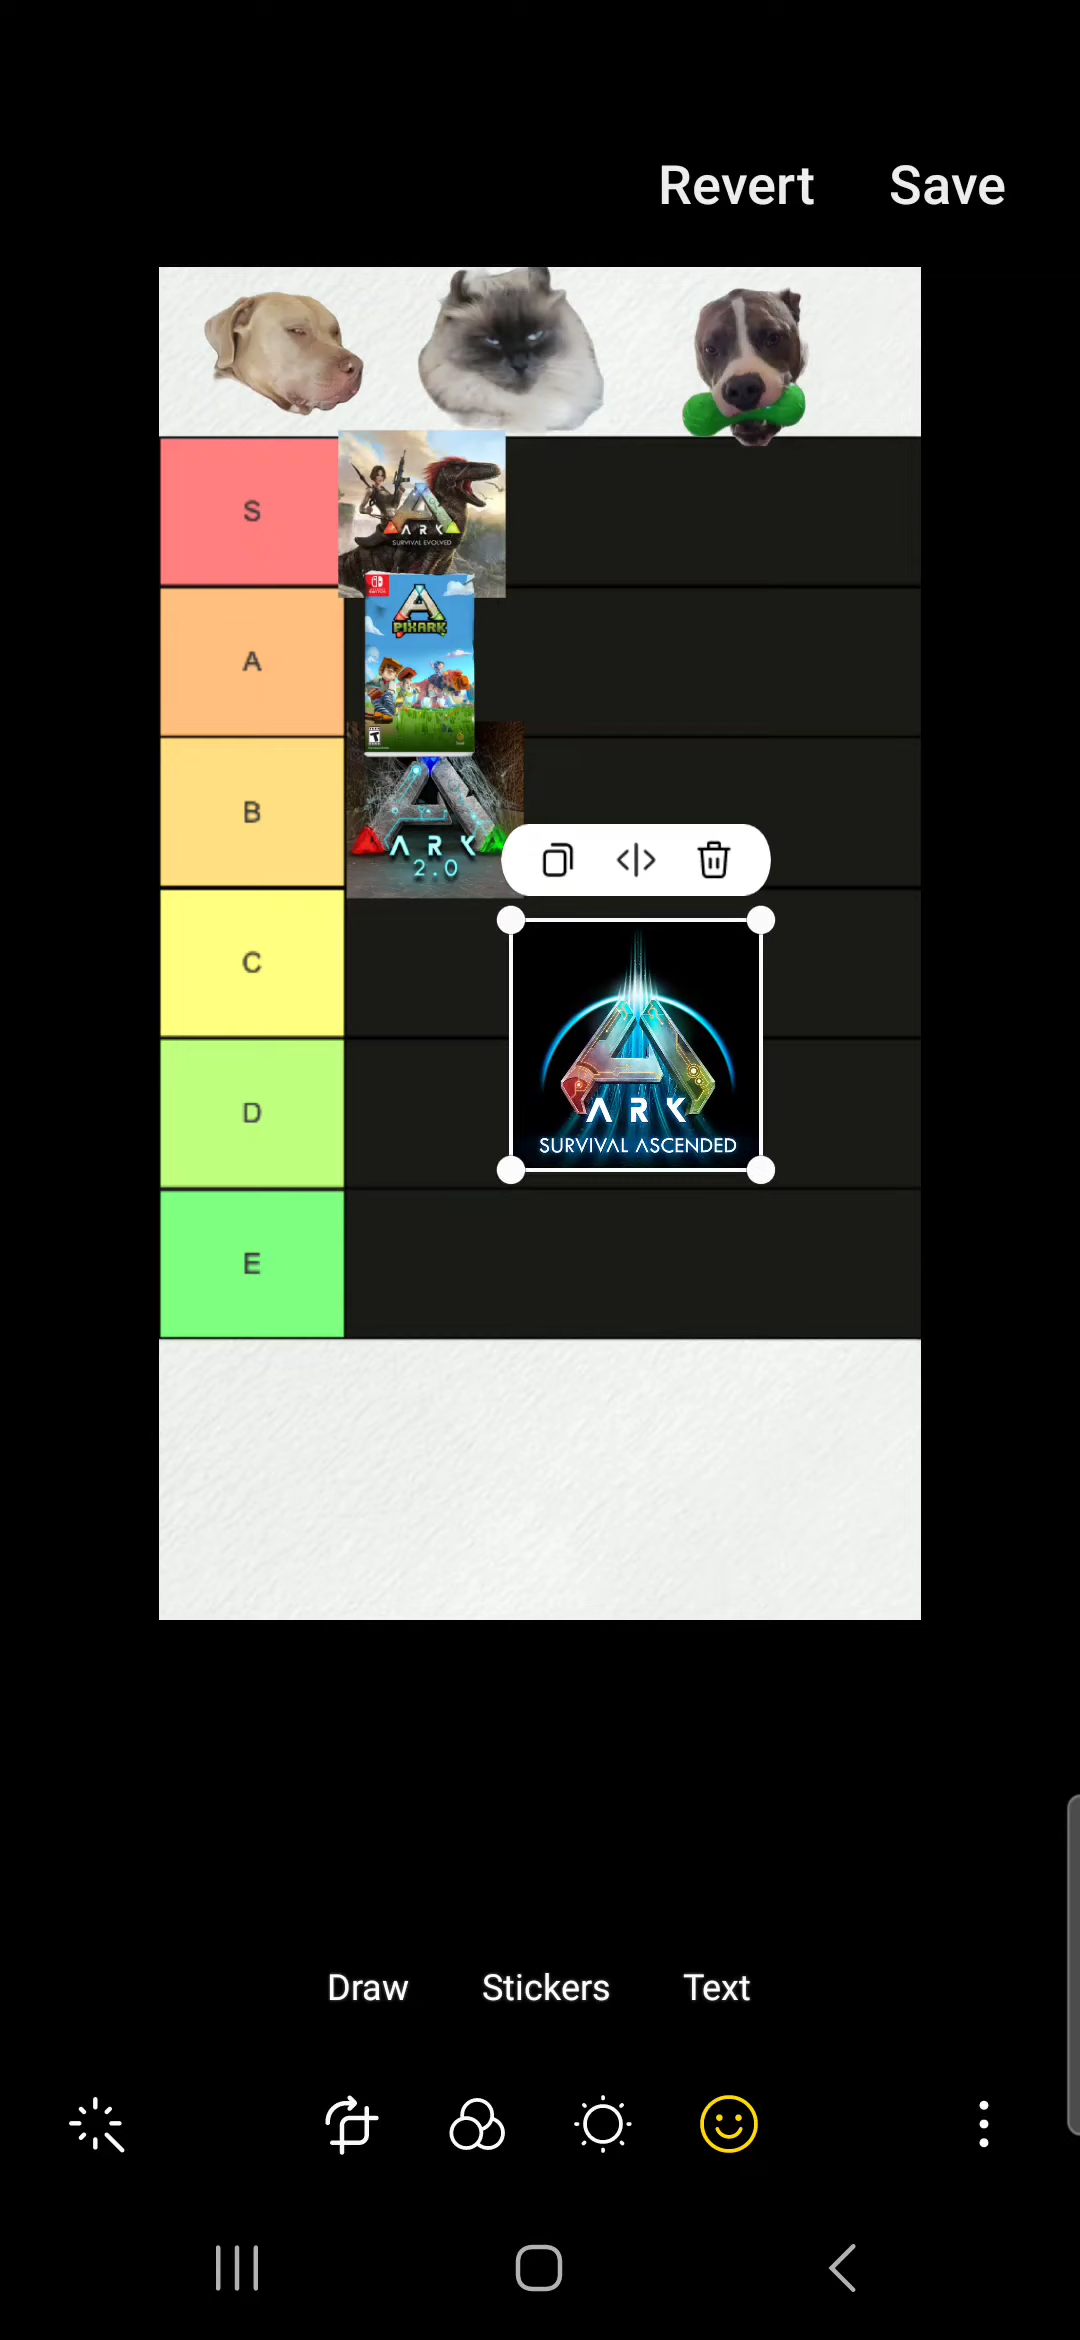 Revert Save
S
ARK
SURVIVAL EVOLVED
A
PIXARK
T
B
ARK
2.0
C
ARK
SURVIVAL ASCENDED
D
E
Draw Stickers Text